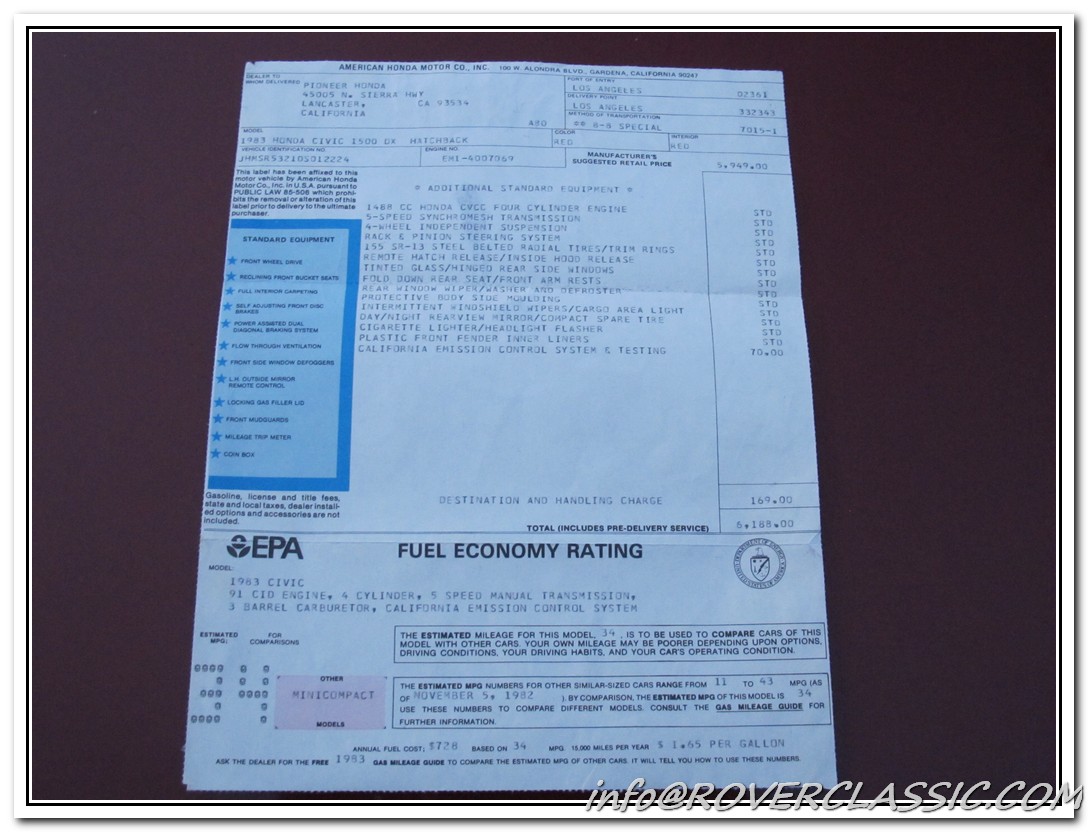 AMERICAN HONDA MOTOR CO., INC. 100 W. ALONDRA BLVD., GARDENA, CALIFORNIA 90247
DEALER TO WHOM DELIVERED
PIONEER HONDA
45005 N. SIERRA HWY
LANCASTER, CA 93534
CALIFORNIA
A80
PORT OF ENTRY
LOS ANGELES 02361
DELIVERY POINT
LOS ANGELES 332343
METHOD OF TRANSPORTATION
** 8-8 SPECIAL 7015-1
MODEL
1983 HONDA CIVIC 1500 DX HATCHBACK
COLOR
RED
INTERIOR
RED
VEHICLE IDENTIFICATION NO.
JHMSR5321DS012224
ENGINE NO.
EM1-4007069
MANUFACTURER'S
SUGGESTED RETAIL PRICE 5,949.00
This label has been affixed to this
motor vehicle by American Honda
Motor Co., Inc. in U.S.A. pursuant to
PUBLIC LAW 85-506 which prohi-
bits the removal or alteration of this
label prior to delivery to the ultimate
purchaser.
STANDARD EQUIPMENT
FRONT WHEEL DRIVE
RECLINING FRONT BUCKET SEATS
FULL INTERIOR CARPETING
SELF ADJUSTING FRONT DISC
BRAKES
POWER ASSISTED DUAL
DIAGONAL BRAKING SYSTEM
FLOW THROUGH VENTILATION
FRONT SIDE WINDOW DEFOGGERS
L.H. OUTSIDE MIRROR
REMOTE CONTROL
LOCKING GAS FILLER LID
FRONT MUDGUARDS
MILEAGE TRIP METER
COIN BOX
* ADDITIONAL STANDARD EQUIPMENT *
1488 CC HONDA CVCC FOUR CYLINDER ENGINE STD
5-SPEED SYNCHROMESH TRANSMISSION STD
4-WHEEL INDEPENDENT SUSPENSION STD
RACK & PINION STEERING SYSTEM STD
155 SR-13 STEEL BELTED RADIAL TIRES/TRIM RINGS STD
REMOTE HATCH RELEASE/INSIDE HOOD RELEASE STD
TINTED GLASS/HINGED REAR SIDE WINDOWS STD
FOLD DOWN REAR SEAT/FRONT ARM RESTS STD
REAR WINDOW WIPER/WASHER AND DEFROSTER STD
PROTECTIVE BODY SIDE MOULDING STD
INTERMITTENT WINDSHIELD WIPERS/CARGO AREA LIGHT STD
DAY/NIGHT REARVIEW MIRROR/COMPACT SPARE TIRE STD
CIGARETTE LIGHTER/HEADLIGHT FLASHER STD
PLASTIC FRONT FENDER INNER LINERS STD
CALIFORNIA EMISSION CONTROL SYSTEM & TESTING 70.00
Gasoline, license and title fees,
state and local taxes, dealer install-
ed options and accessories are not
included.
DESTINATION AND HANDLING CHARGE 169.00
TOTAL (INCLUDES PRE-DELIVERY SERVICE) 6,188.00
EPA FUEL ECONOMY RATING
MODEL:
1983 CIVIC
91 CID ENGINE, 4 CYLINDER, 5 SPEED MANUAL TRANSMISSION,
3 BARREL CARBURETOR, CALIFORNIA EMISSION CONTROL SYSTEM
ESTIMATED MPG:
FOR COMPARISONS
34
THE ESTIMATED MILEAGE FOR THIS MODEL, 34, IS TO BE USED TO COMPARE CARS OF THIS
MODEL WITH OTHER CARS. YOUR OWN MILEAGE MAY BE POORER DEPENDING UPON OPTIONS,
DRIVING CONDITIONS, YOUR DRIVING HABITS, AND YOUR CAR'S OPERATING CONDITION.
OTHER
MINICOMPACT
MODELS
THE ESTIMATED MPG NUMBERS FOR OTHER SIMILAR-SIZED CARS RANGE FROM 11 TO 43 MPG (AS
OF NOVEMBER 5, 1982 ). BY COMPARISON, THE ESTIMATED MPG OF THIS MODEL IS 34
USE THESE NUMBERS TO COMPARE DIFFERENT MODELS. CONSULT THE GAS MILEAGE GUIDE FOR
FURTHER INFORMATION.
ANNUAL FUEL COST; $728 BASED ON 34 MPG 15,000 MILES PER YEAR $ 1.65 PER GALLON
ASK THE DEALER FOR THE FREE 1983 GAS MILEAGE GUIDE TO COMPARE THE ESTIMATED MPG OF OTHER CARS. IT WILL TELL YOU HOW TO USE THESE NUMBERS.
info@ROVERCLASSIC.COM